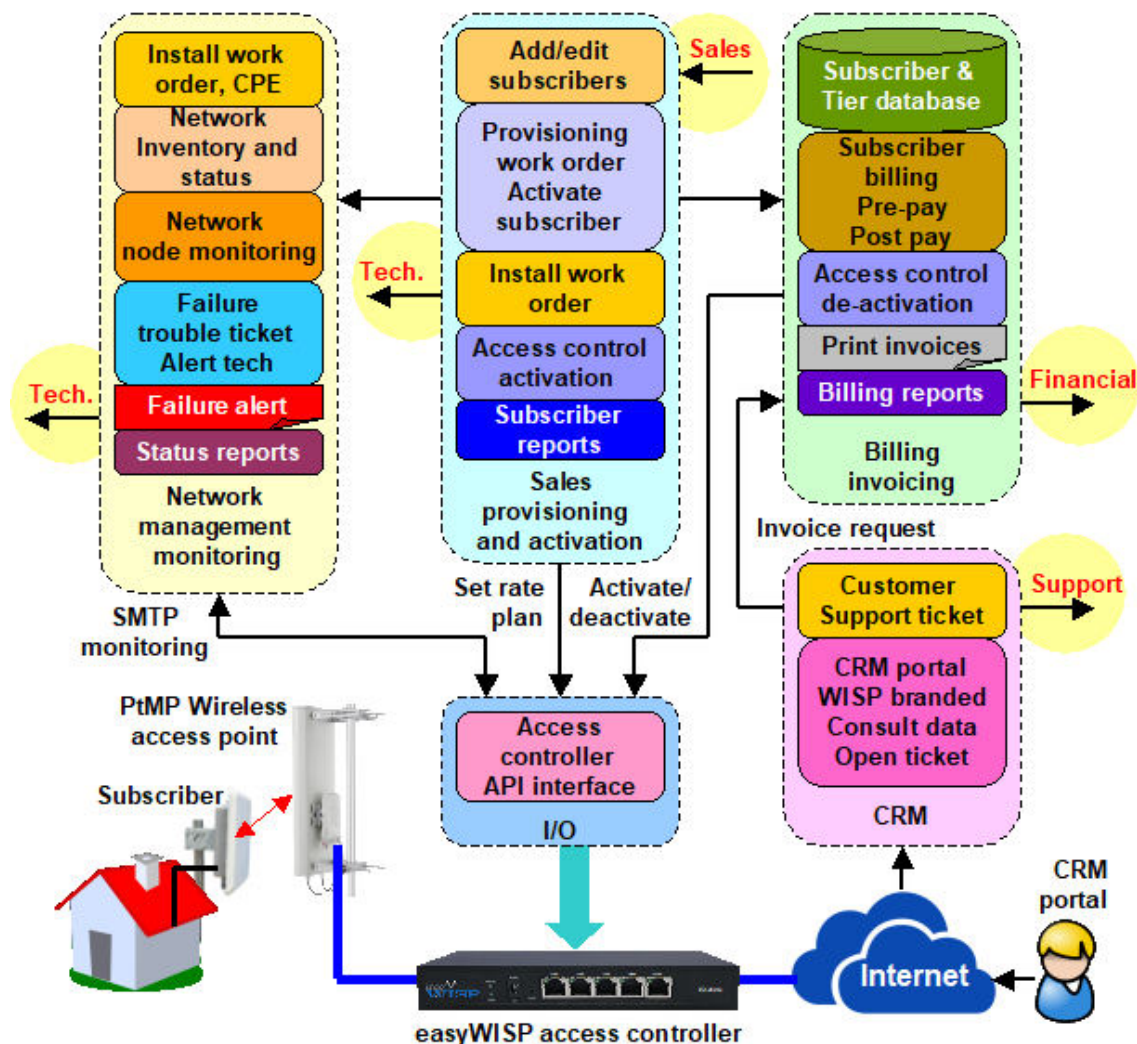 Install work
order, CPE
Network
Inventory and
status
Network
node monitoring
Failure
trouble ticket
Alert tech
Failure alert
Status reports
Network
management
monitoring
Tech.
Add/edit
subscribers
Sales
Provisioning
work order
Activate
subscriber
Tech.
Install work
order
Access control
activation
Subscriber
reports
Sales
provisioning
and activation
Subscriber &
Tier database
Subscriber
billing
Pre-pay
Post pay
Access control
de-activation
Print invoices
Billing reports
Financial
Billing
invoicing
Invoice request
SMTP
monitoring
Set rate
plan
Activate/
deactivate
Customer
Support ticket
Support
CRM portal
WISP branded
Consult data
Open ticket
CRM
Access
controller
API interface
I/O
PtMP Wireless
access point
Subscriber
CRM
portal
Internet
easyWISP access controller